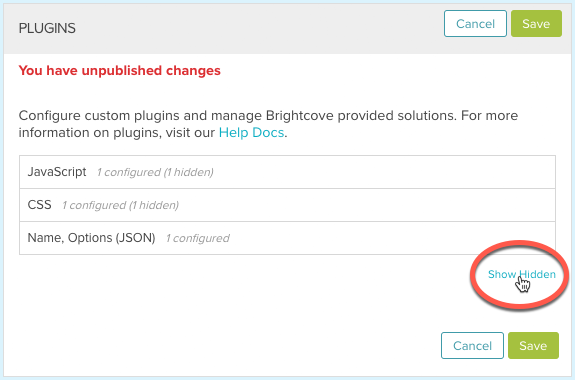 PLUGINS
Cancel
Save
You have unpublished changes
Configure custom plugins and manage Brightcove provided solutions. For more
information on plugins, visit our Help Docs.
JavaScript 1 configured (1 hidden)
CSS 1 configured (1 hidden)
Name, Options (JSON) 1 configured
Show Hidden
Cancel
Save